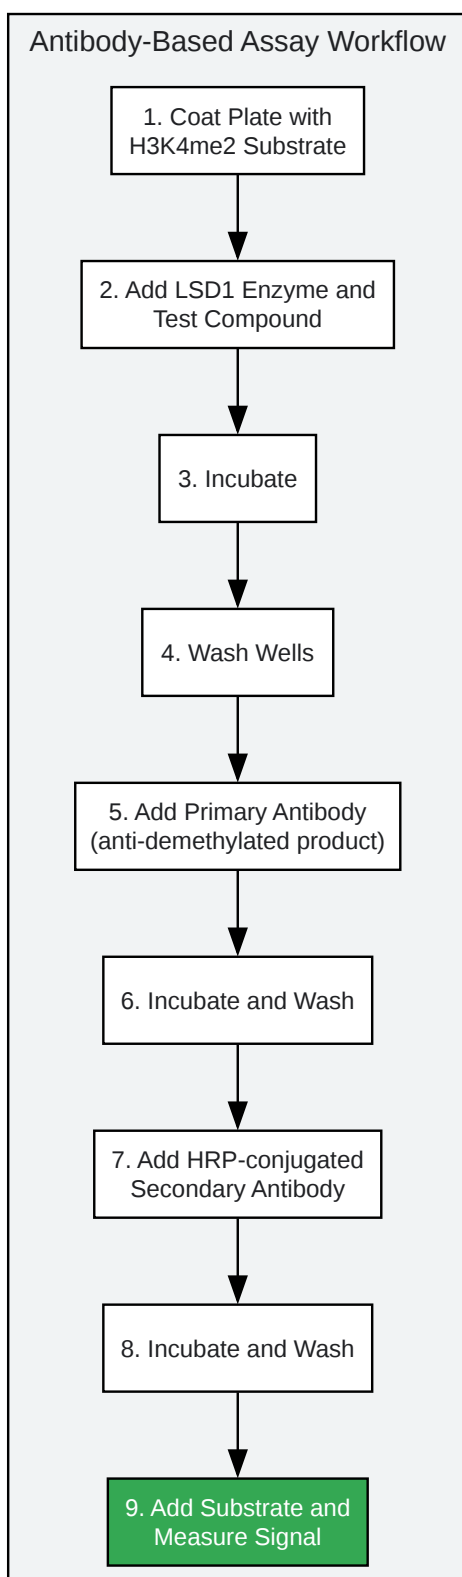 Antibody-Based Assay Workflow
1. Coat Plate with
H3K4me2 Substrate
2. Add LSD1 Enzyme and
Test Compound
3. Incubate
4. Wash Wells
5. Add Primary Antibody
(anti-demethylated product)
6. Incubate and Wash
7. Add HRP-conjugated
Secondary Antibody
8. Incubate and Wash
9. Add Substrate and
Measure Signal